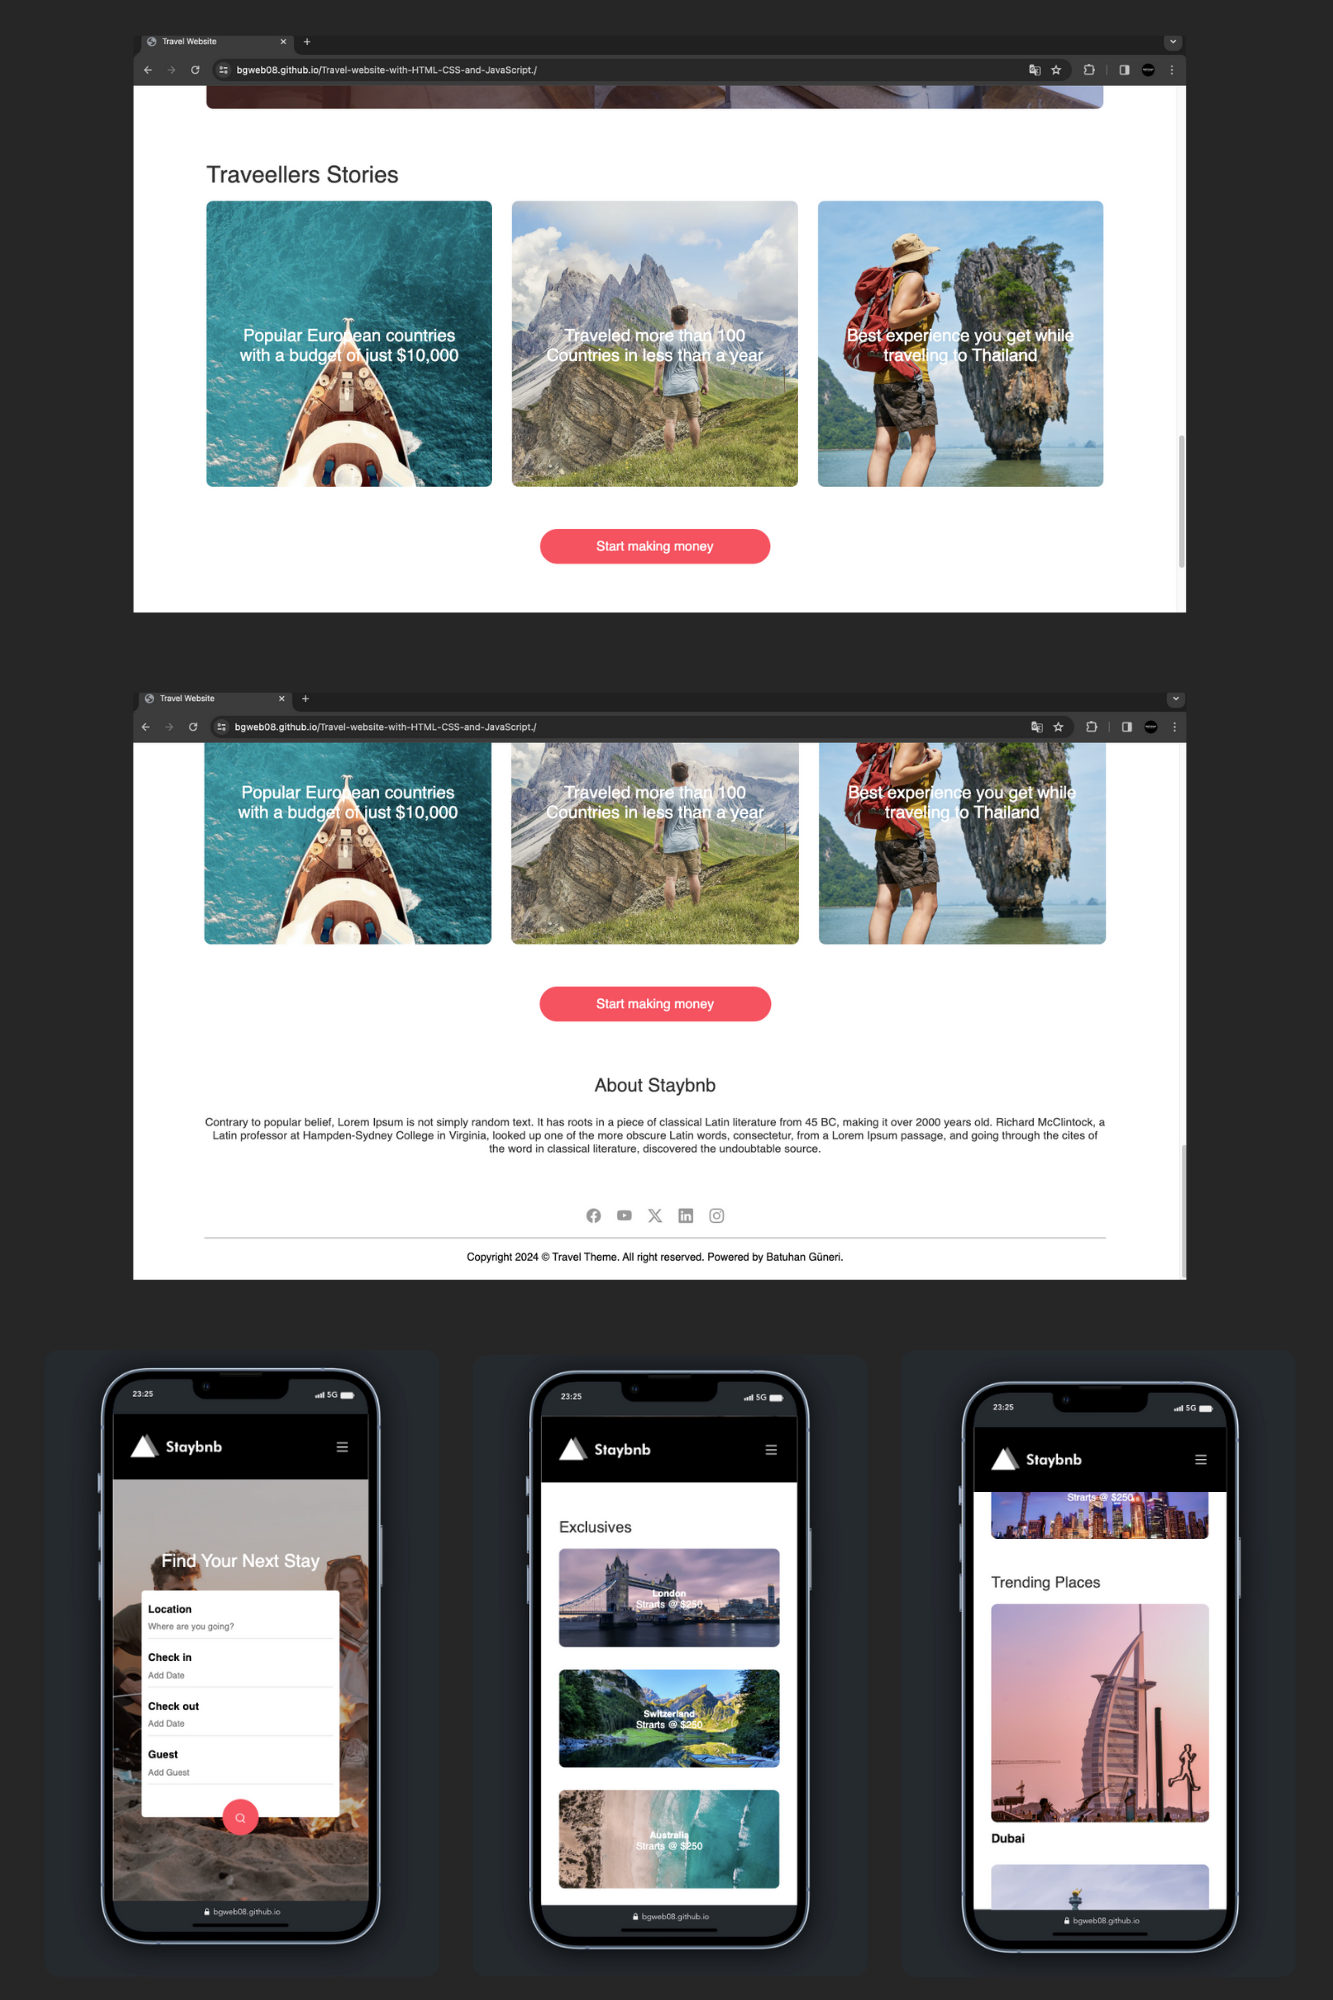 Travel Website
bgweb08.github.io/Travel-website-with-HTML-CSS-and-JavaScript./
Traveellers Stories
Popular European countries
with a budget of just $10,000
Traveled more than 100
Countries in less than a year
Best experience you get while
traveling to Thailand
Start making money
Travel Website
bgweb08.github.io/Travel-website-with-HTML-CSS-and-JavaScript./
Popular European countries
with a budget of just $10,000
Traveled more than 100
Countries in less than a year
Best experience you get while
traveling to Thailand
Start making money
About Staybnb
Contrary to popular belief, Lorem Ipsum is not simply random text. It has roots in a piece of classical Latin literature from 45 BC, making it over 2000 years old. Richard McClintock, a
Latin professor at Hampden-Sydney College in Virginia, looked up one of the more obscure Latin words, consectetur, from a Lorem Ipsum passage, and going through the cites of
the word in classical literature, discovered the undoubtable source.
Copyright 2024 © Travel Theme. All right reserved. Powered by Batuhan Güneri.
23:25
5G
Staybnb
Find Your Next Stay
Location
Where are you going?
Check in
Add Date
Check out
Add Date
Guest
Add Guest
bgweb08.github.io
23:25
5G
Staybnb
Exclusives
London
Strarts @ $250
Switzerland
Strarts @ $250
Australia
Strarts @ $250
bgweb08.github.io
23:25
5G
Staybnb
Strarts @ $250
Trending Places
Dubai
bgweb08.github.io